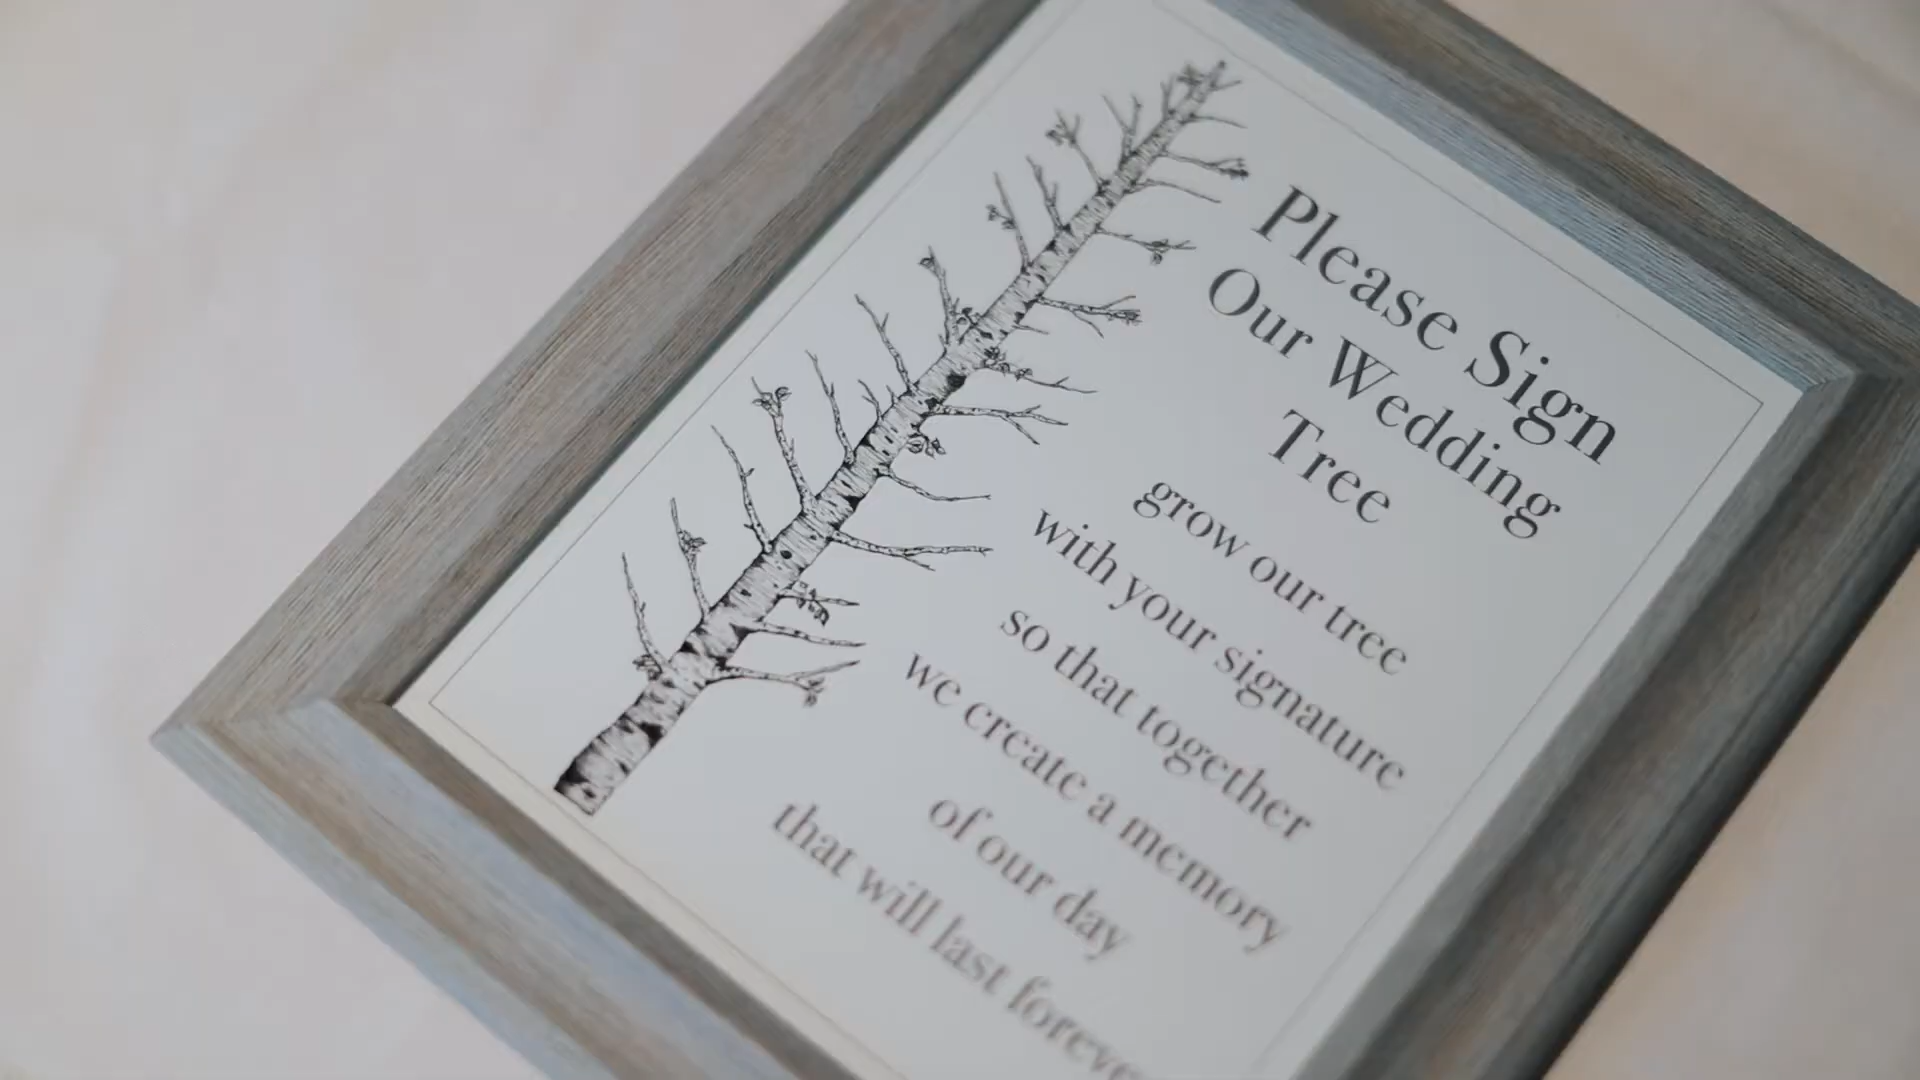 Please Sign
Our Wedding
Tree
grow our tree
with your signature
so that together
we create a memory
of our day
that will last forever